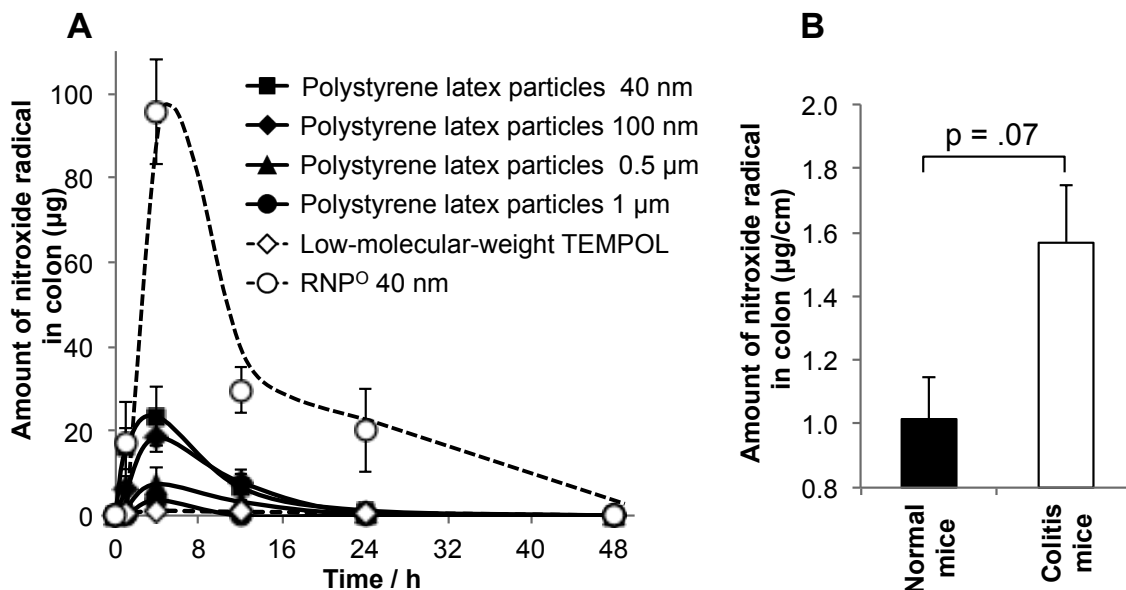 A
Amount of nitroxide radical
in colon (µg)
100
80
60
40
20
0
0
8
16
24
32
40
48
Time / h
Polystyrene latex particles 40 nm
Polystyrene latex particles 100 nm
Polystyrene latex particles 0.5 µm
Polystyrene latex particles 1 µm
Low-molecular-weight TEMPOL
RNPᴼ 40 nm
B
Amount of nitroxide radical
in colon (µg/cm)
2.0
1.8
1.6
1.4
1.2
1.0
0.8
p = .07
Normal
mice
Colitis
mice